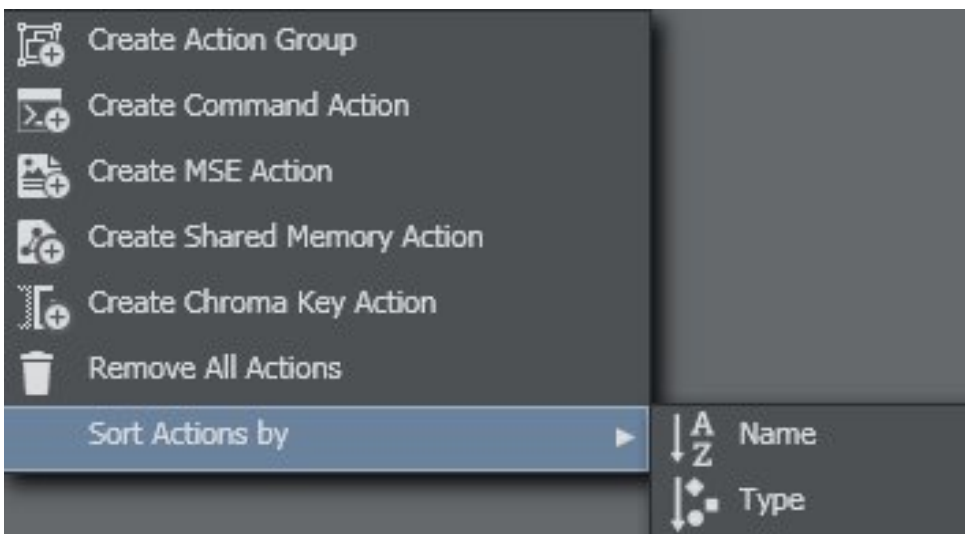 Create Action Group
Create Command Action
Create MSE Action
Create Shared Memory Action
Create Chroma Key Action
Remove All Actions
Sort Actions by
Name
Type